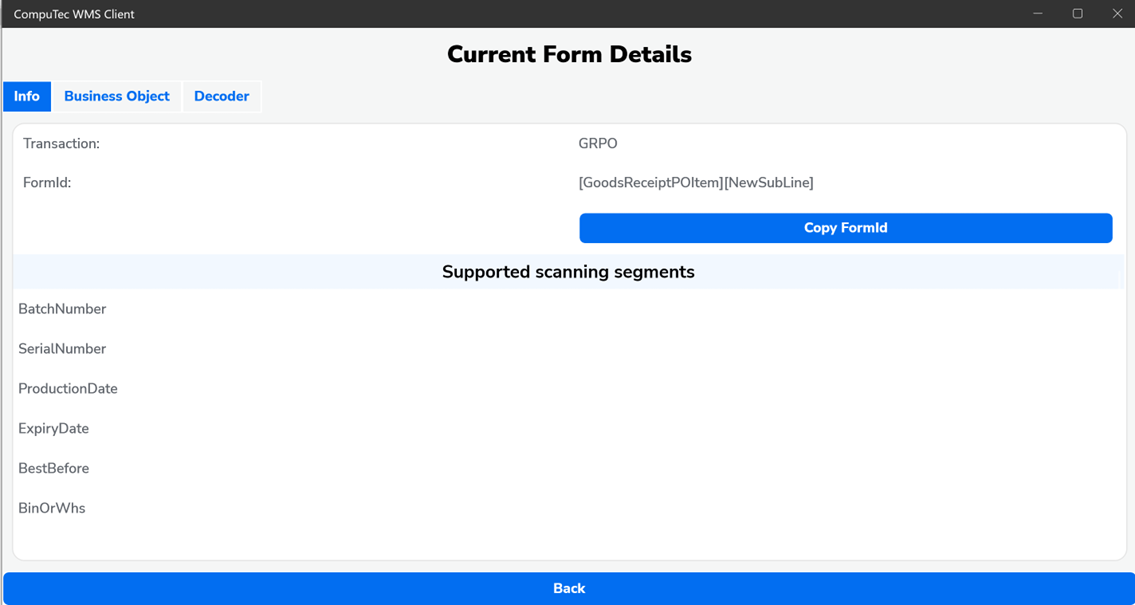 CompuTec WMS Client
Current Form Details
Info Business Object Decoder
Transaction: GRPO
FormId: [GoodsReceiptPOItem][NewSubLine]
Copy FormId
Supported scanning segments
BatchNumber
SerialNumber
ProductionDate
ExpiryDate
BestBefore
BinOrWhs
Back